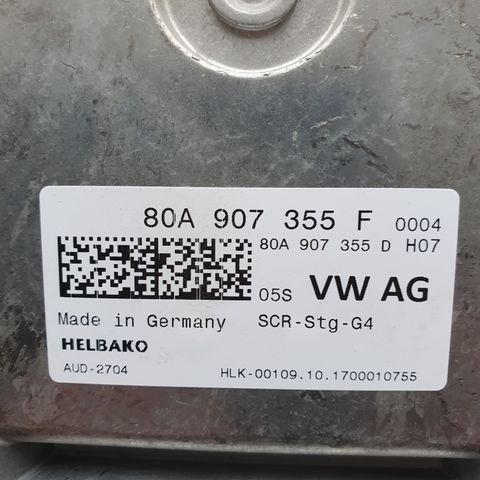 80A 907 355 F 0004
80A 907 355 D H07
05S VW AG
Made in Germany SCR-Stg-G4
HELBAKO
AUD-2704 HLK-00109.10.1700010755